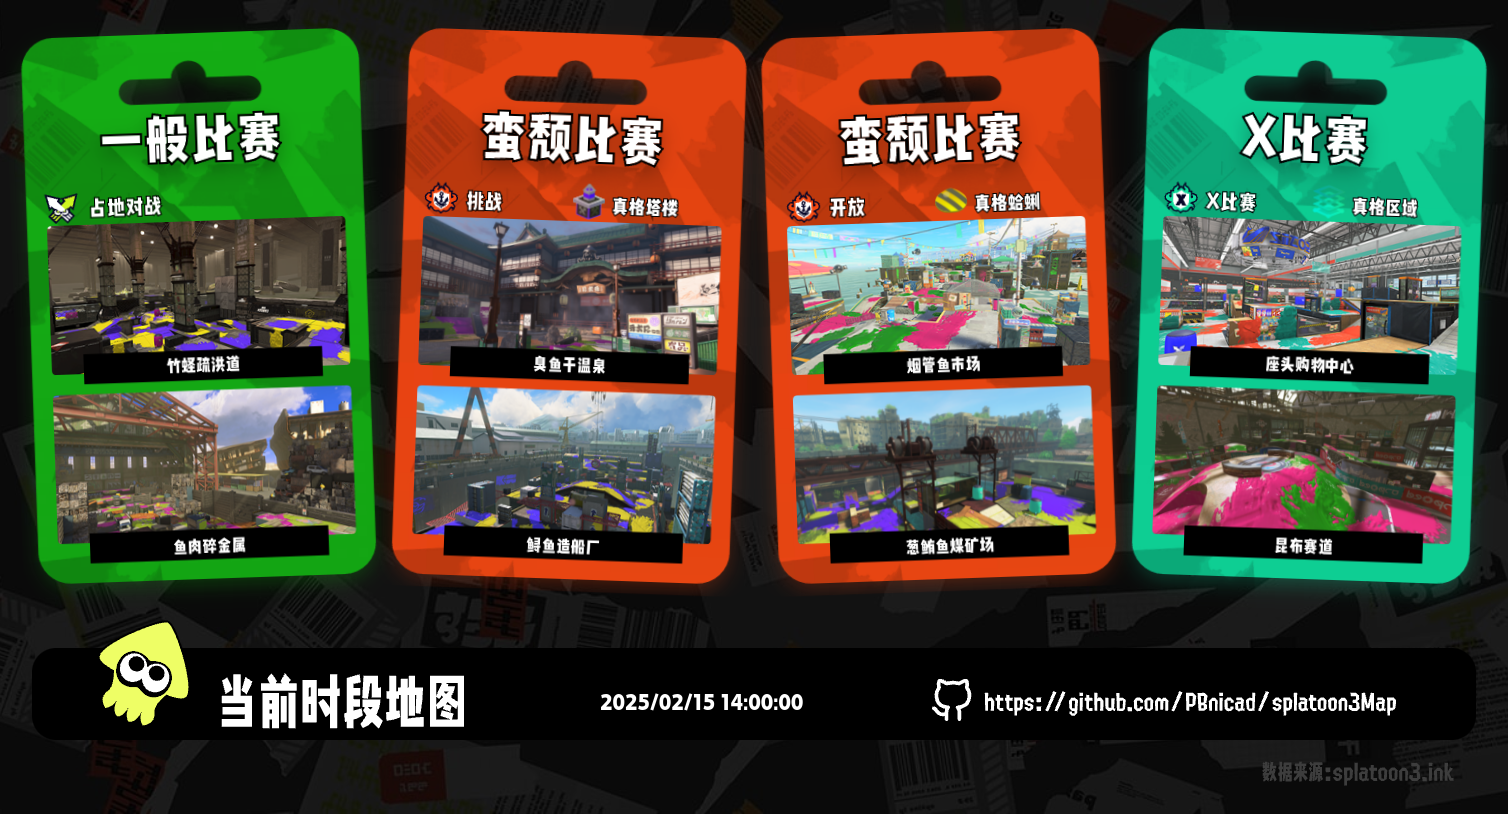 一般比赛
占地对战
竹蛏疏洪道
鱼肉碎金属
蛮颓比赛
挑战
真格塔楼
臭鱼干温泉
鲟鱼造船厂
蛮颓比赛
开放
真格蛤蜊
烟管鱼市场
葱鲔鱼煤矿场
X比赛
X比赛
真格区域
座头购物中心
昆布赛道
当前时段地图
2025/02/15 14:00:00
https://github.com/PBnicad/splatoon3Map
数据来源:splatoon3.ink